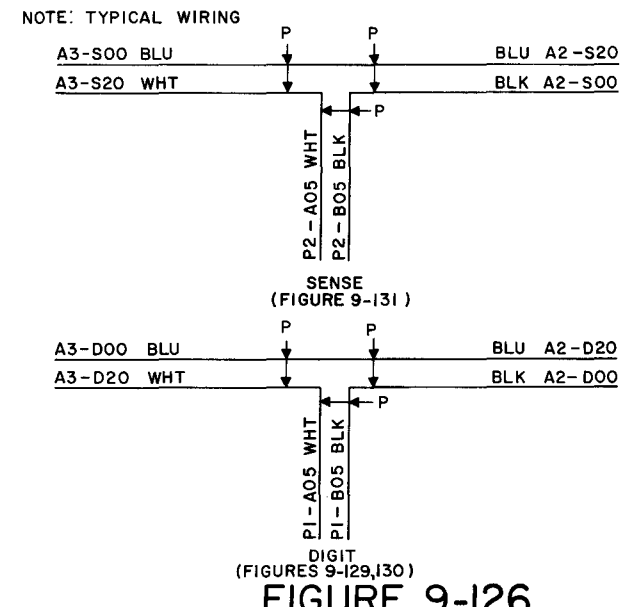 NOTE: TYPICAL WIRING
P P
A3-S00 BLU BLU A2-S20
A3-S20 WHT BLK A2-S00
P
P2-A05 WHT
P2-B05 BLK
SENSE
(FIGURE 9-131)
P P
A3-D00 BLU BLU A2-D20
A3-D20 WHT BLK A2-D00
P
P1-A05 WHT
P1-B05 BLK
DIGIT
(FIGURES 9-129,130)
FIGURE 9-126